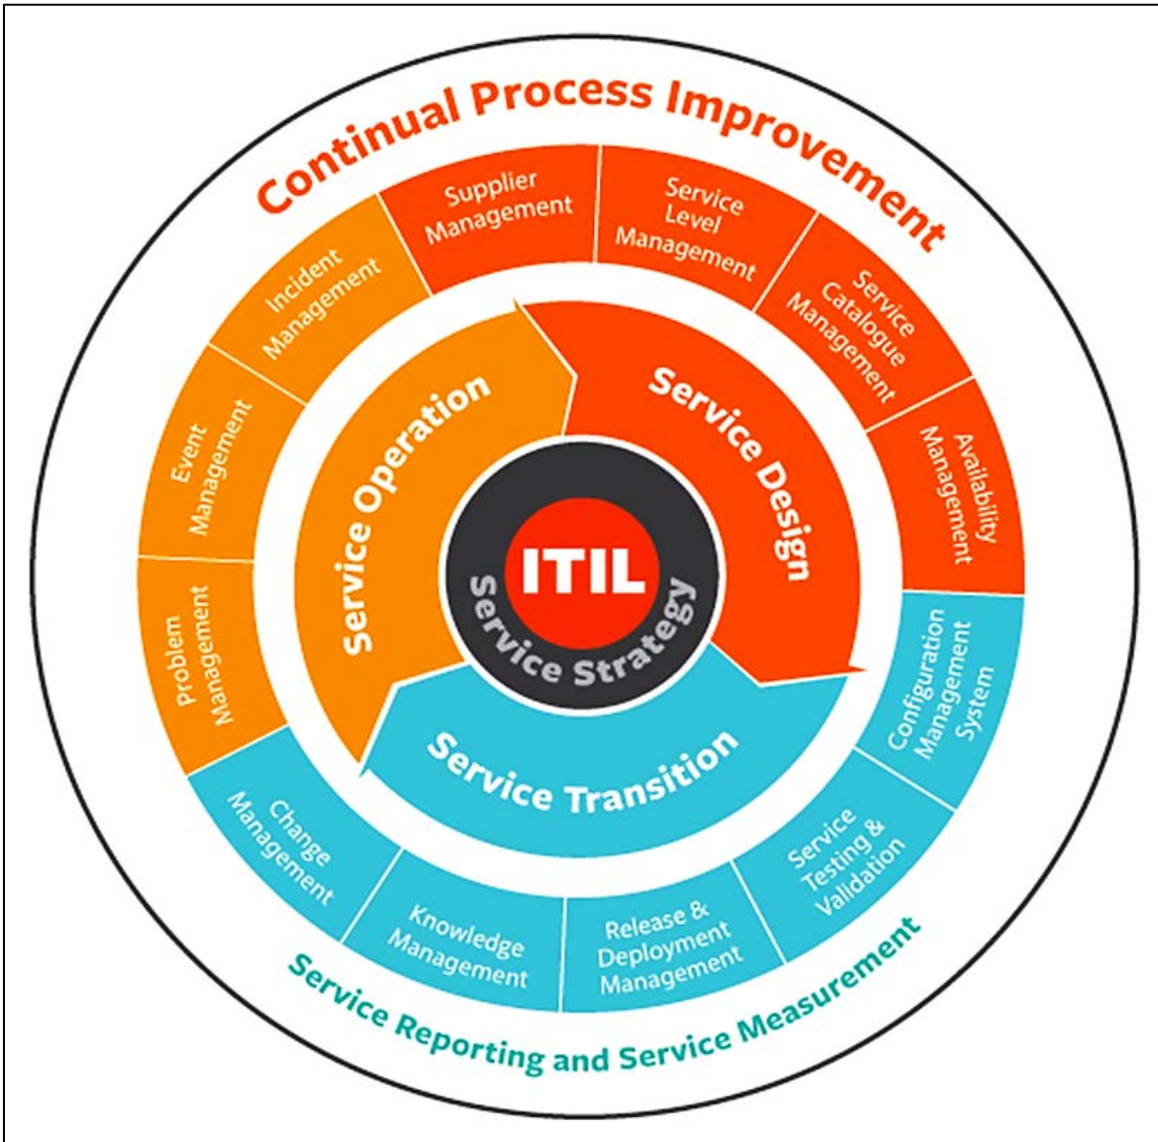 Continual Process Improvement
Supplier
Management
Service
Level
Management
Service
Catalogue
Management
Availability
Management
Configuration
Management
System
Service
Testing &
Validation
Release &
Deployment
Management
Knowledge
Management
Change
Management
Problem
Management
Event
Management
Incident
Management
Service Operation
Service Design
Service Transition
ITIL
Service Strategy
Service Reporting and Service Measurement